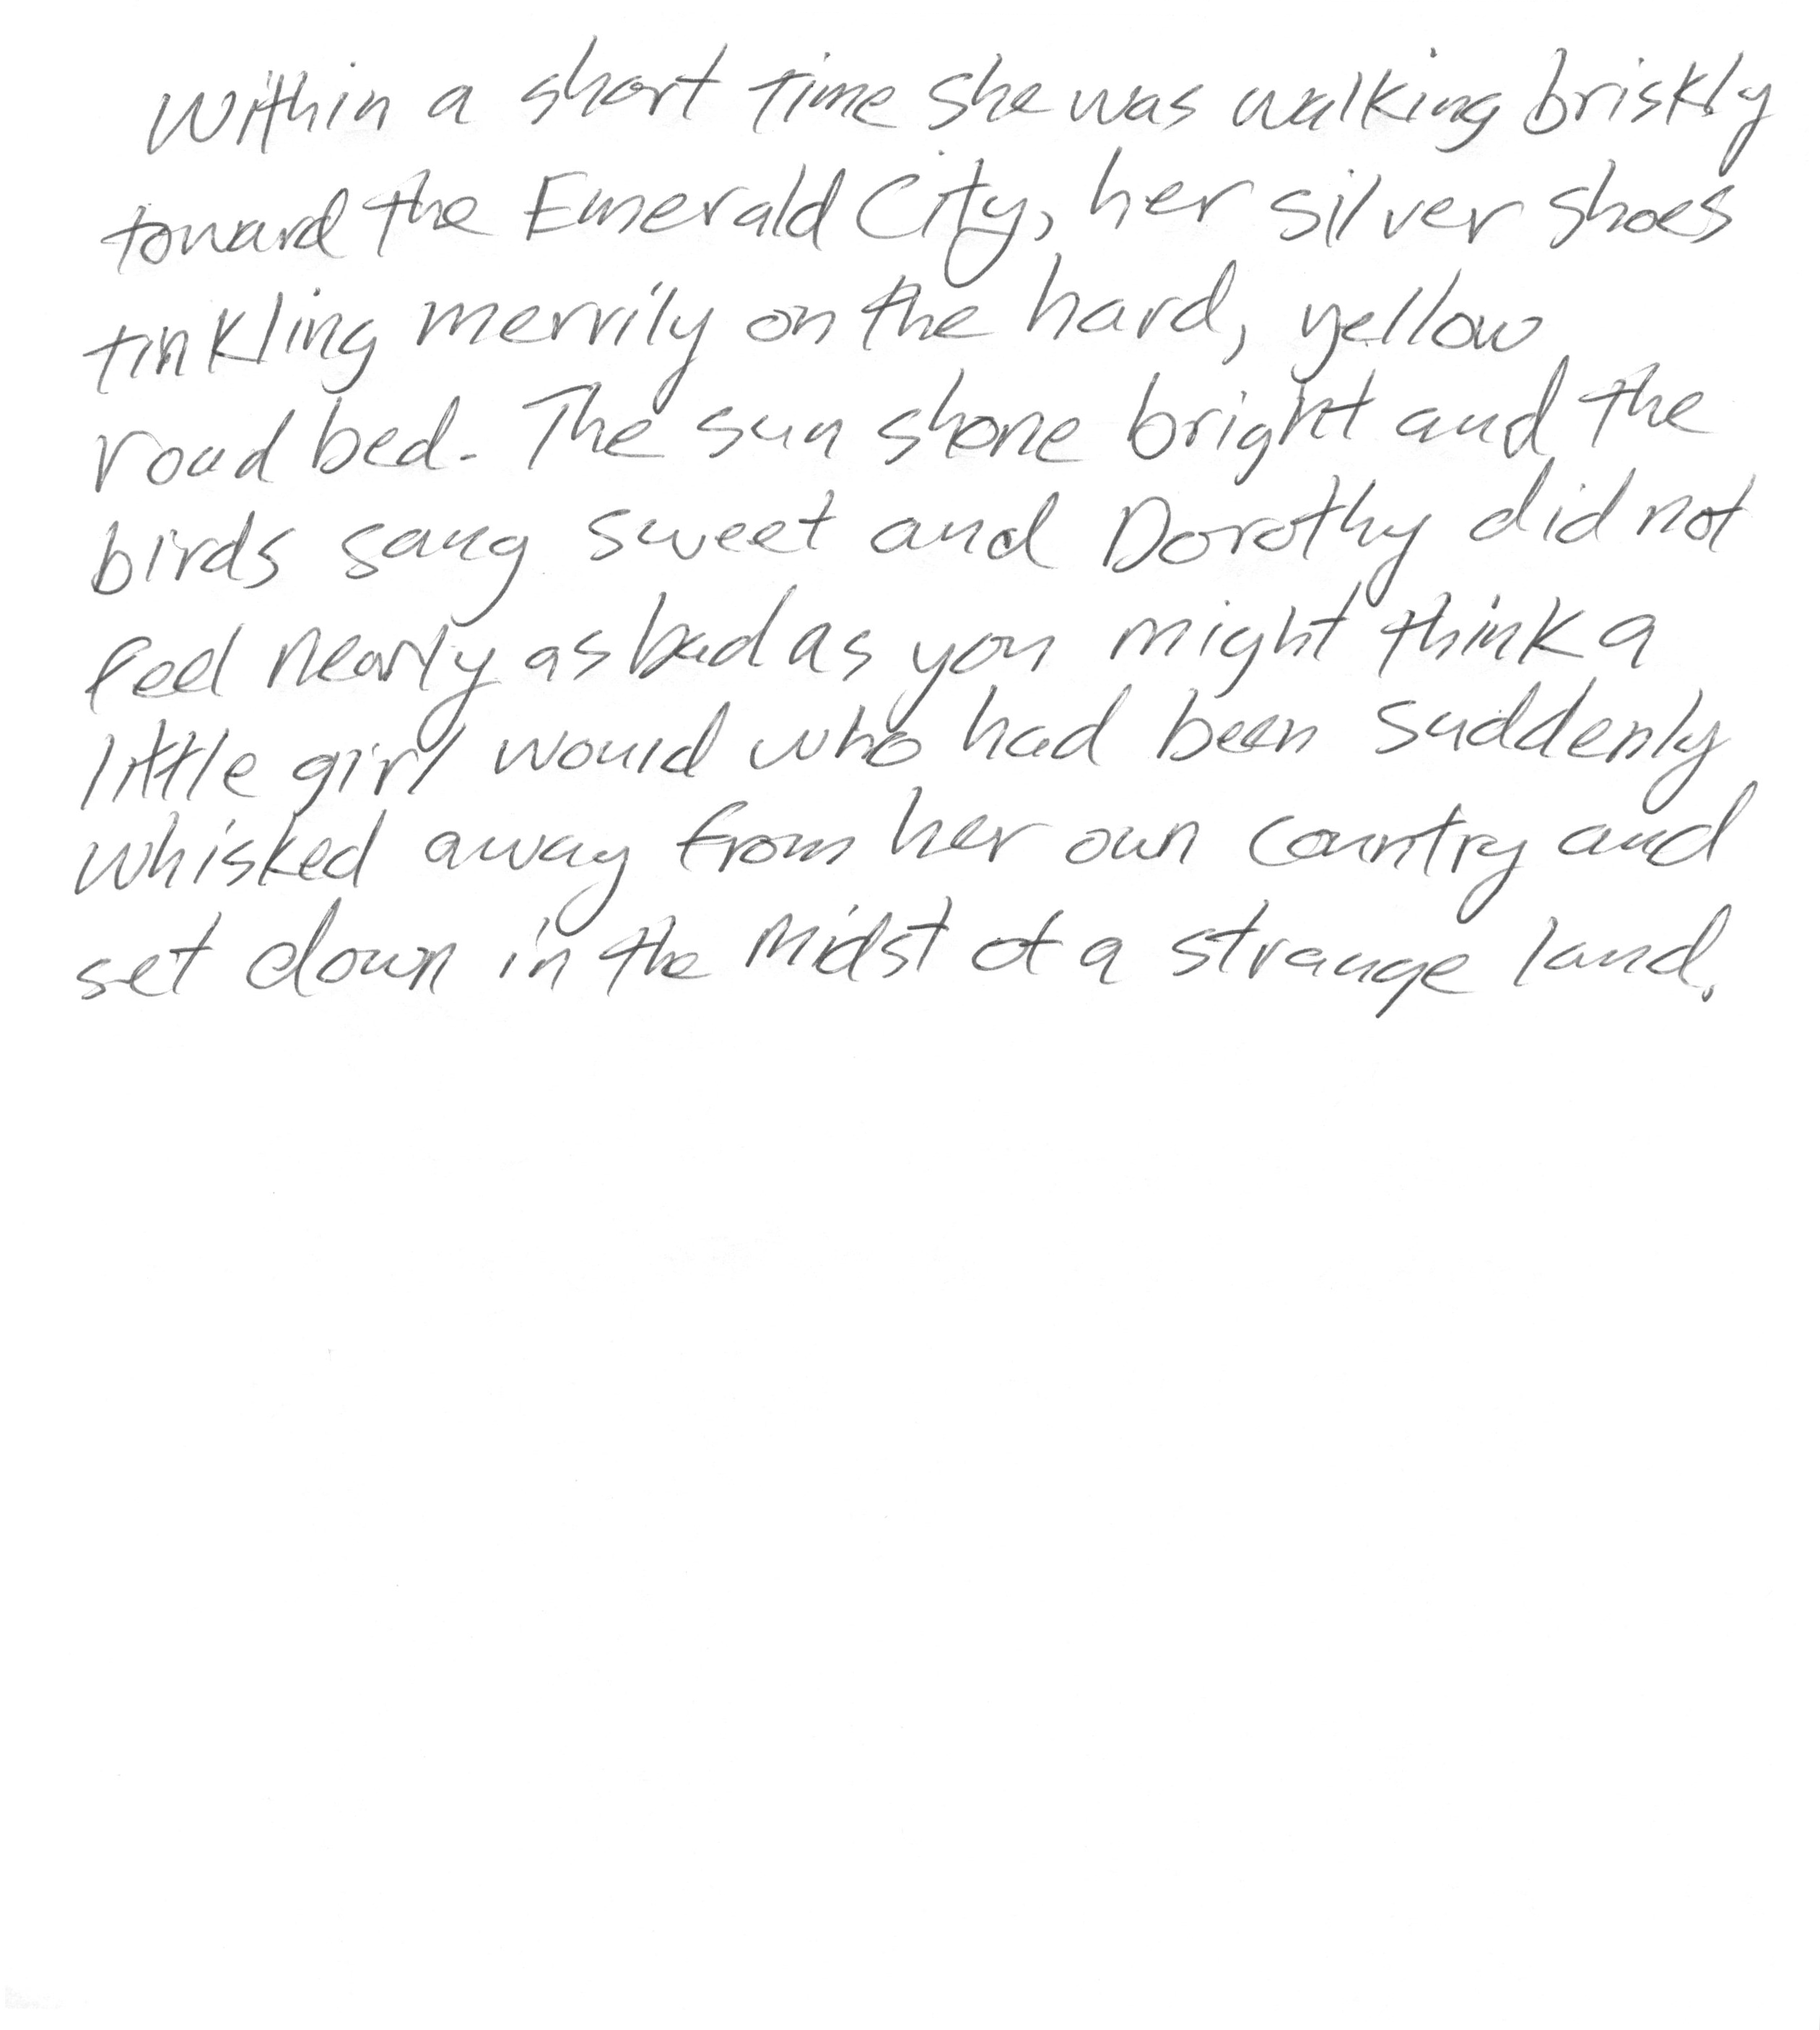 Within a short time she was walking briskly
toward the Emerald City, her silver shoes
tinkling merrily on the hard, yellow
road bed. The sun shone bright and the
birds sang sweet and Dorothy did not
feel nearly as bad as you might think a
little girl would who had been suddenly
whisked away from her own country and
set down in the midst of a strange land.